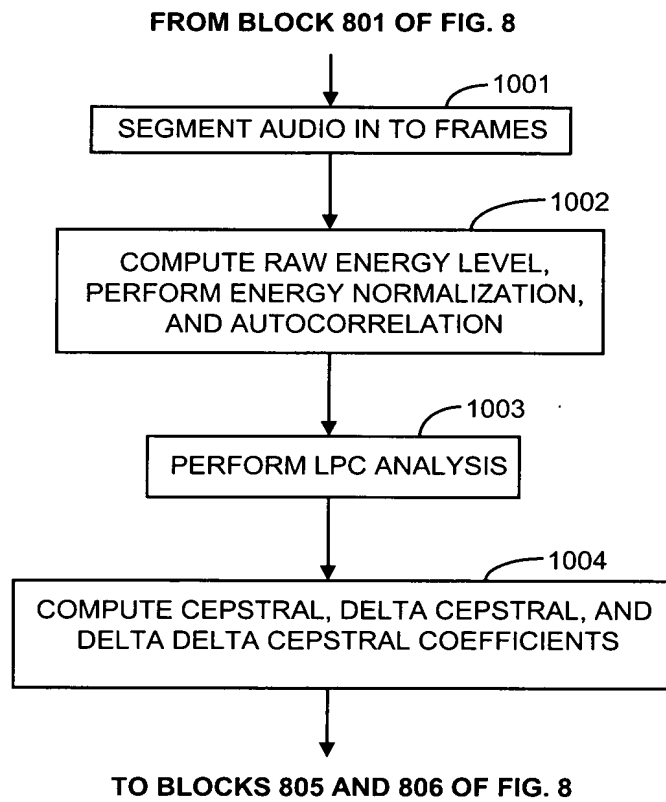 FROM BLOCK 801 OF FIG. 8
1001
SEGMENT AUDIO IN TO FRAMES
1002
COMPUTE RAW ENERGY LEVEL,
PERFORM ENERGY NORMALIZATION,
AND AUTOCORRELATION
1003
PERFORM LPC ANALYSIS
1004
COMPUTE CEPSTRAL, DELTA CEPSTRAL, AND
DELTA DELTA CEPSTRAL COEFFICIENTS
TO BLOCKS 805 AND 806 OF FIG. 8